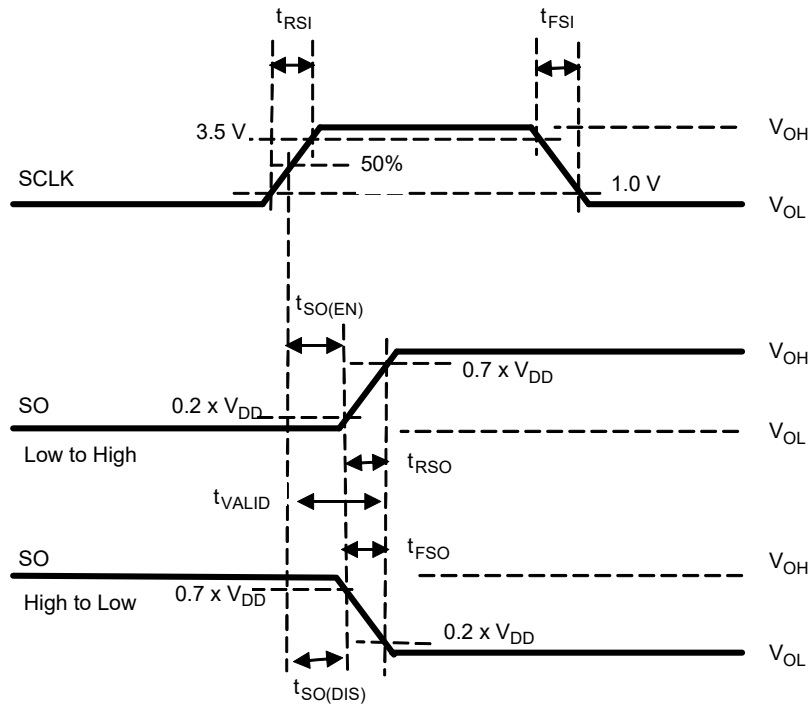 tRSI
tFSI
3.5 V
VOH
50%
SCLK
1.0 V
VOL
tSO(EN)
VOH
0.7 x VDD
SO
0.2 x VDD
VOL
Low to High
tRSO
tVALID
tFSO
SO
VOH
High to Low
0.7 x VDD
0.2 x VDD
VOL
tSO(DIS)